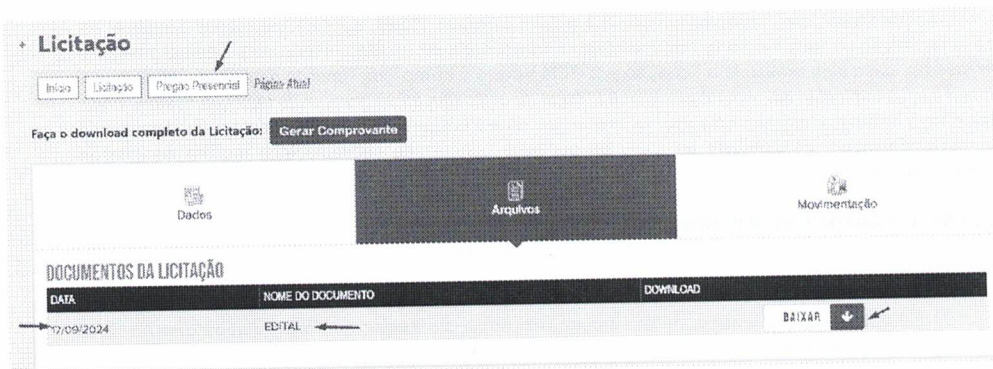 Licitação
Início Licitação Pregão Presencial Página Atual
Faça o download completo da Licitação: Gerar Comprovante
Dados
Arquivos
Movimentação
DOCUMENTOS DA LICITAÇÃO
DATA NOME DO DOCUMENTO DOWNLOAD
17/09/2024 EDITAL BAIXAR